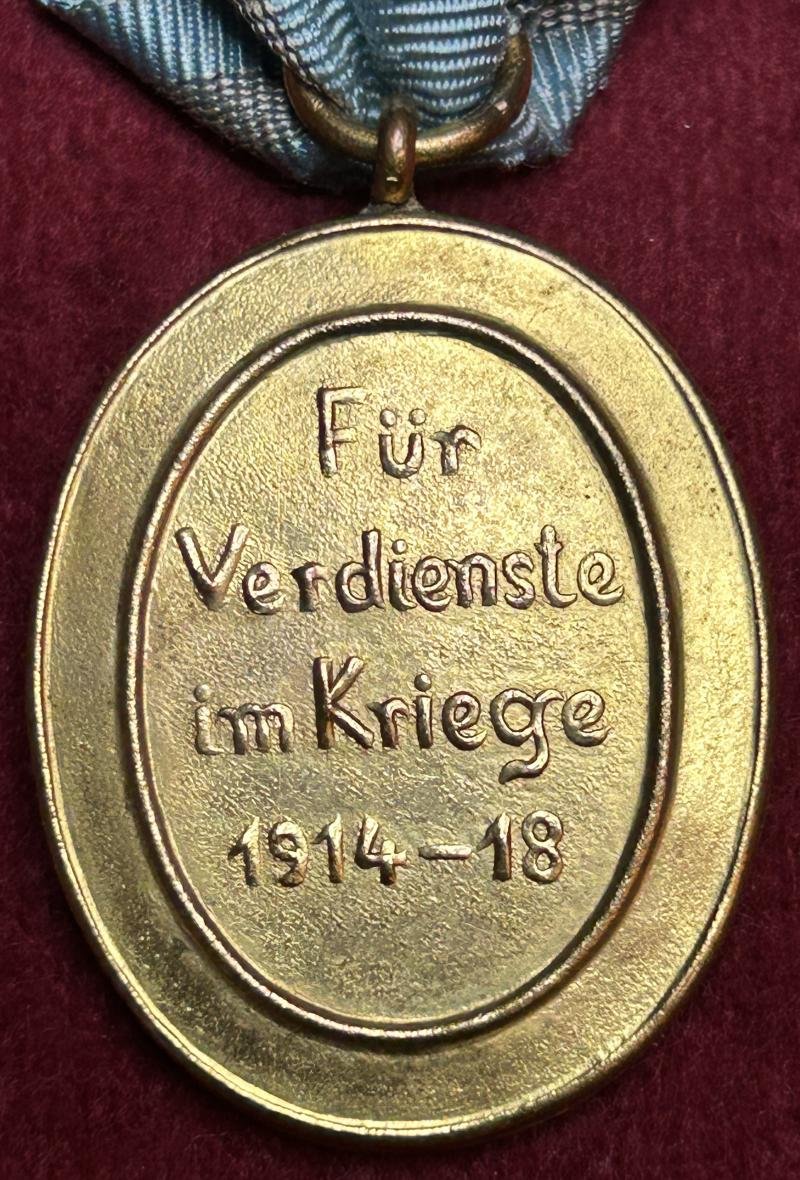 Für
Verdienste
im Kriege
1914-18